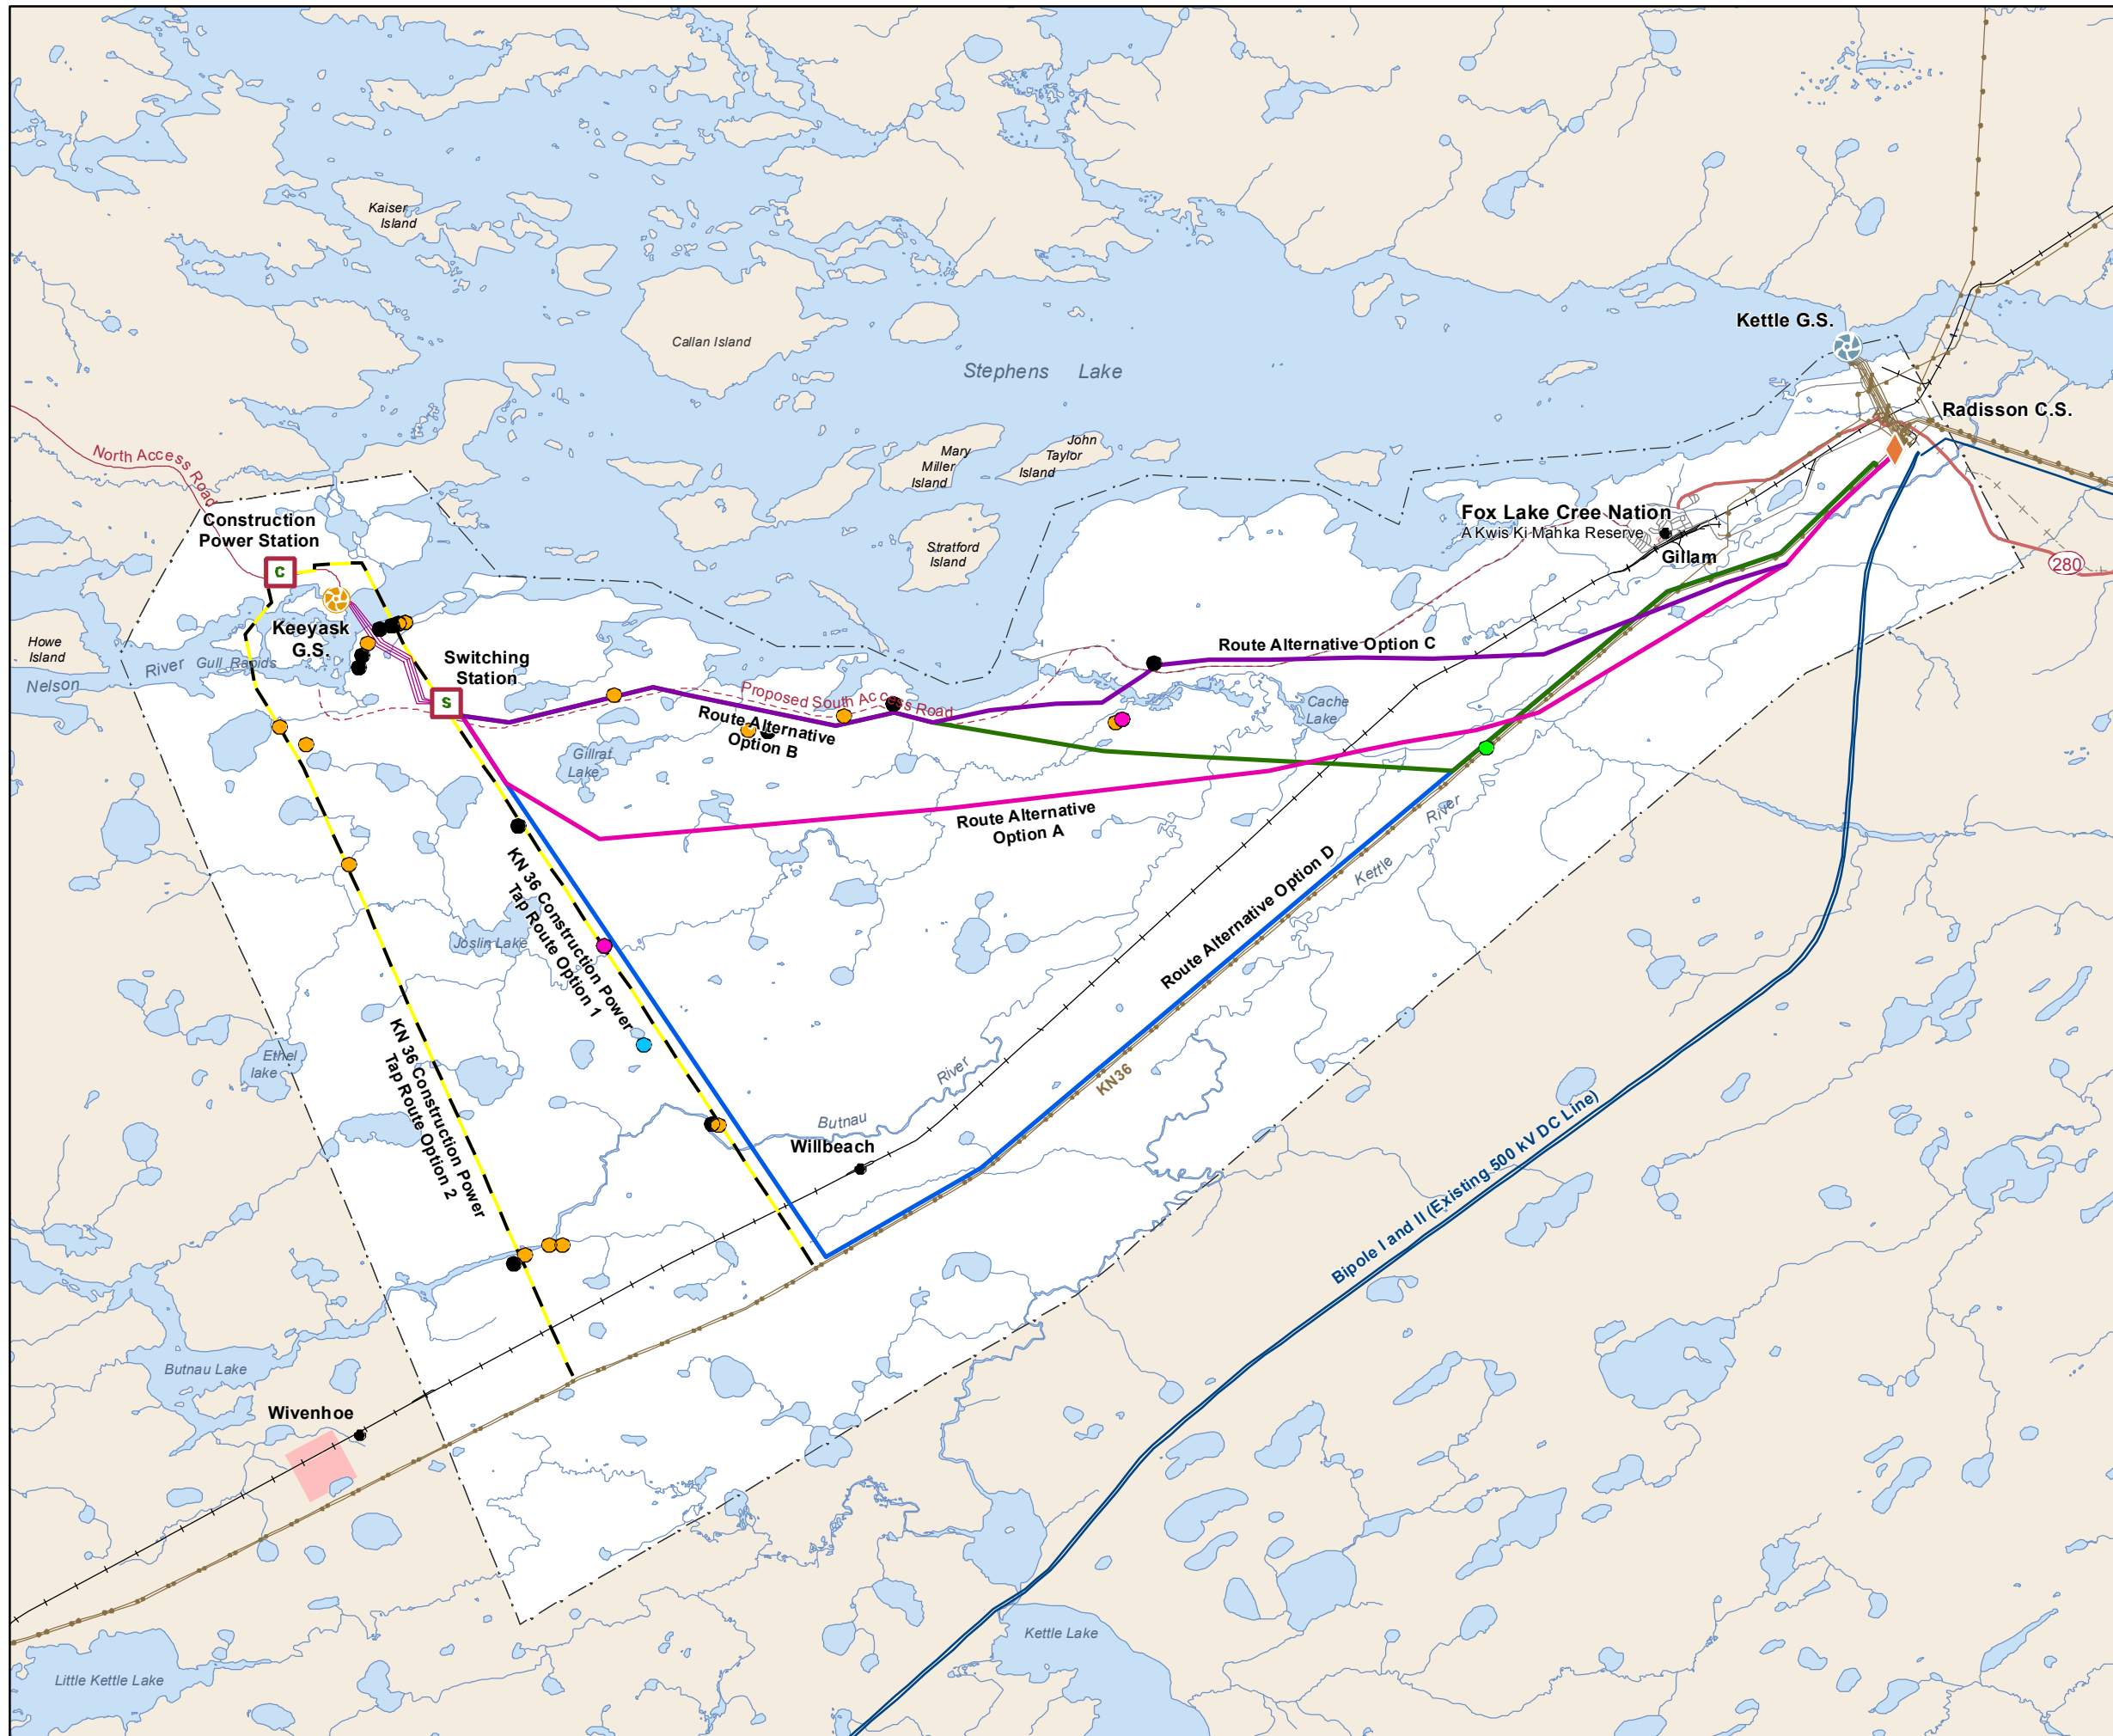 Kaiser
Island
Callan Island
Stephens Lake
Kettle G.S.
Radisson C.S.
Mary
Miller
Island
John
Taylor
Island
Stratford
Island
North Access Road
Construction
Power Station
C
Fox Lake Cree Nation
A Kwis Ki Mahka Reserve
Gillam
280
Keeyask
G.S.
Howe
Island
Nelson
River
Gull Rapids
Switching
Station
S
Route Alternative Option C
Proposed South Access Road
Route Alternative
Option B
Cache
Lake
Gillraf
Lake
Route Alternative
Option A
River
Kettle
Route Alternative Option D
KN 36 Construction Power
Tap Route Option 1
Joslin Lake
KN 36 Construction Power
Tap Route Option 2
Ethel
lake
KN36
River
Butnau
Willbeach
Bipole I and II (Existing 500 kV DC Line)
Butnau Lake
Wivenhoe
Kettle Lake
Little Kettle Lake